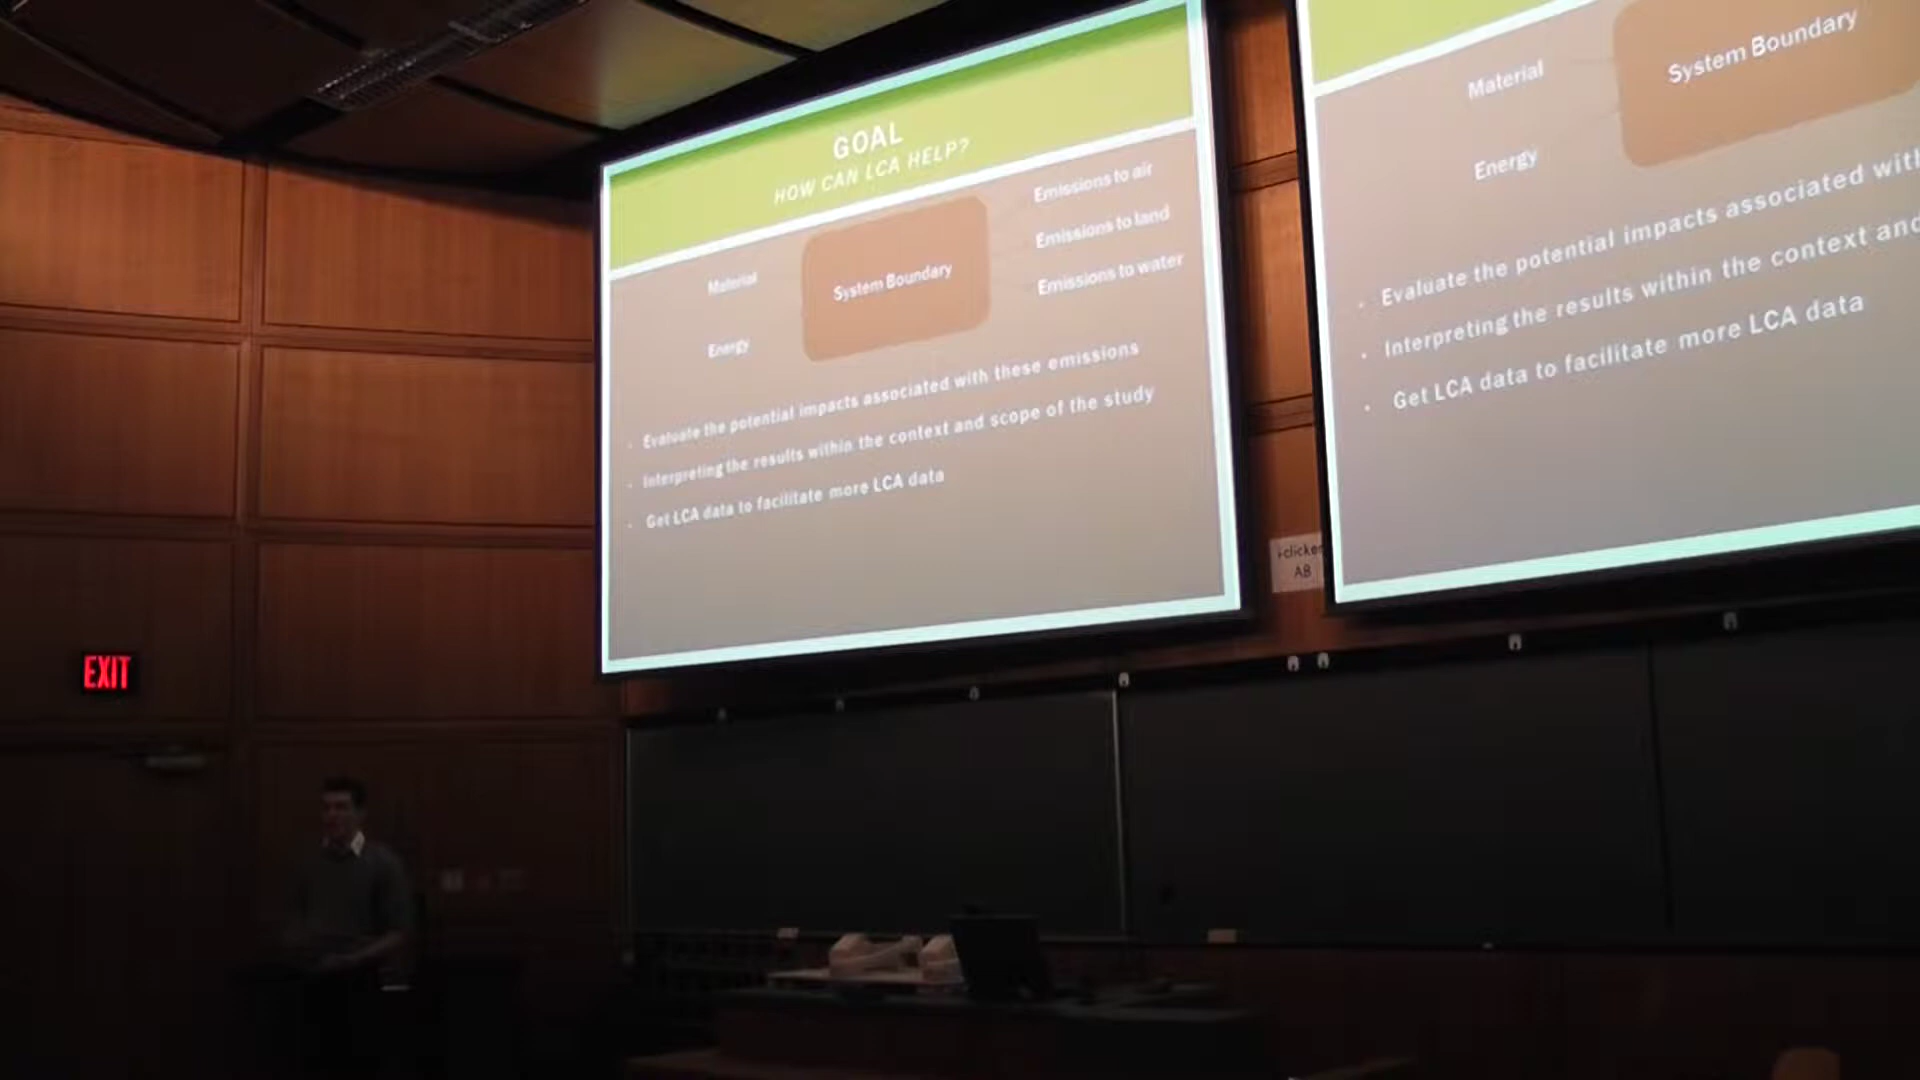 GOAL
HOW CAN LCA HELP?
Material
Energy
System Boundary
Emissions to air
Emissions to land
Emissions to water
• Evaluate the potential impacts associated with these emissions
• Interpreting the results within the context and scope of the study
• Get LCA data to facilitate more LCA data
Material
Energy
System Boundary
• Evaluate the potential impacts associated with
• Interpreting the results within the context and
• Get LCA data to facilitate more LCA data
i-clicker
AB
EXIT